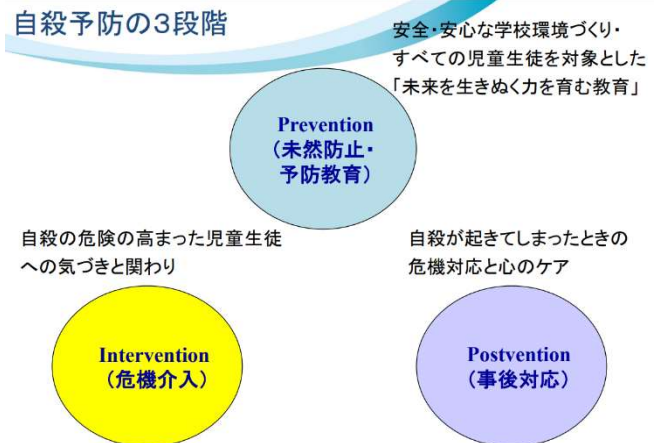 自殺予防の3段階
安全・安心な学校環境づくり・
すべての児童生徒を対象とした
「未来を生きぬく力を育む教育」
Prevention
（未然防止・
予防教育）
自殺の危険の高まった児童生徒
への気づきと関わり
Intervention
（危機介入）
自殺が起きてしまったときの
危機対応と心のケア
Postvention
（事後対応）